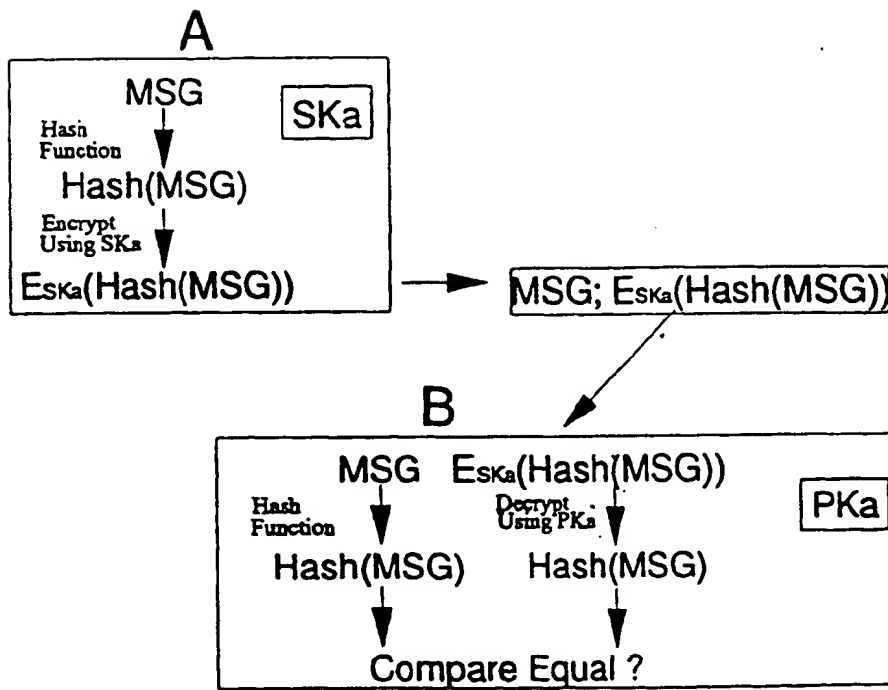 A
MSG
SKa
Hash
Function
Hash(MSG)
Encrypt
Using SKa
ESKa(Hash(MSG))
MSG; ESKa(Hash(MSG))
B
MSG ESKa(Hash(MSG))
Hash
Function
Decrypt
Using PKa
PKa
Hash(MSG) Hash(MSG)
Compare Equal ?